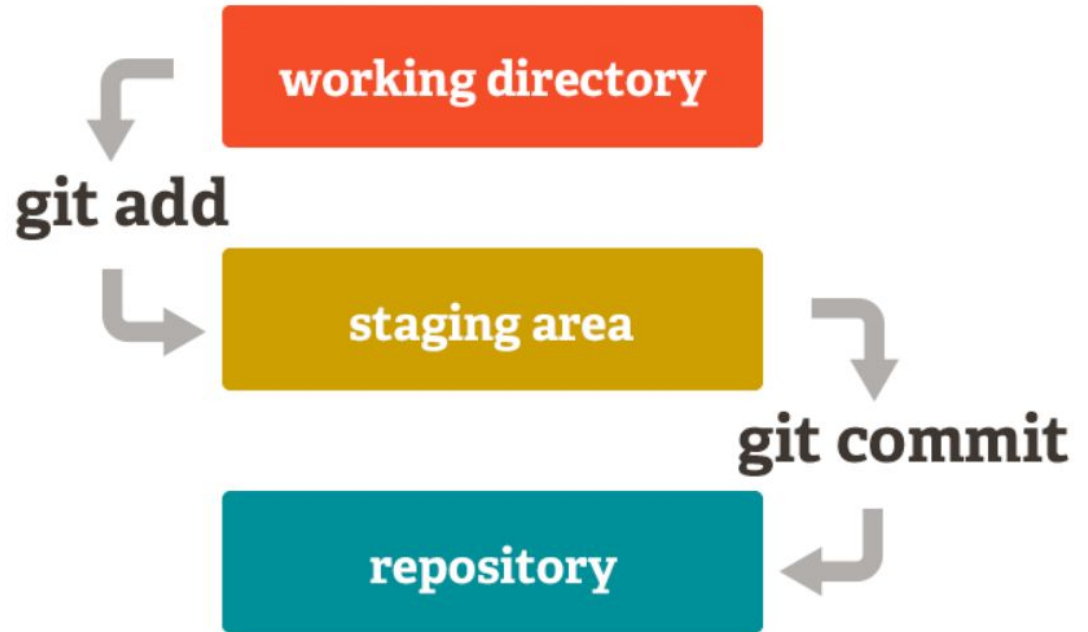 working directory
git add
staging area
git commit
repository